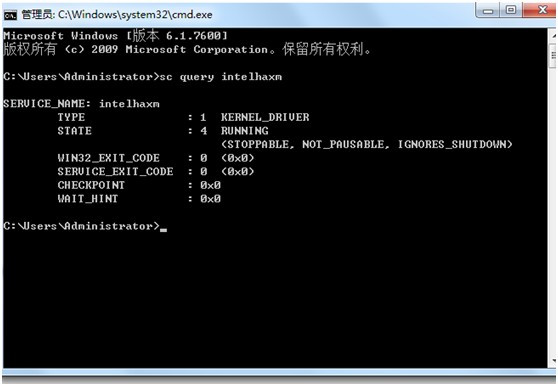 管理员: C:\Windows\system32\cmd.exe
Microsoft Windows [版本 6.1.7600]
版权所有 (c) 2009 Microsoft Corporation。保留所有权利。
C:\Users\Administrator>sc query intelhaxm
SERVICE_NAME: intelhaxm
TYPE : 1 KERNEL_DRIVER
STATE : 4 RUNNING
(STOPPABLE, NOT_PAUSABLE, IGNORES_SHUTDOWN)
WIN32_EXIT_CODE : 0 (0x0)
SERVICE_EXIT_CODE : 0 (0x0)
CHECKPOINT : 0x0
WAIT_HINT : 0x0
C:\Users\Administrator>_